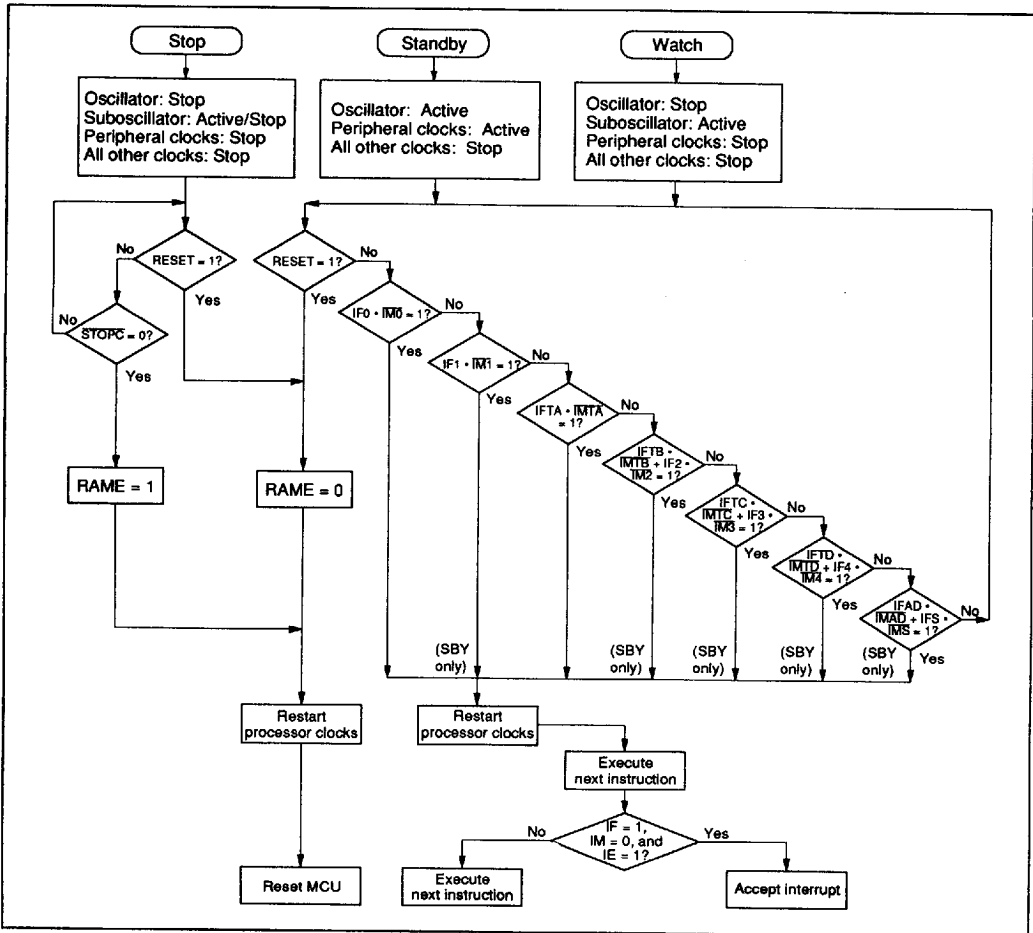 Stop
Standby
Watch
Oscillator: Stop
Suboscillator: Active/Stop
Peripheral clocks: Stop
All other clocks: Stop
Oscillator: Active
Peripheral clocks: Active
All other clocks: Stop
Oscillator: Stop
Suboscillator: Active
Peripheral clocks: Stop
All other clocks: Stop
No
RESET = 1?
Yes
RESET = 1?
No
Yes
No
STOPC = 0?
Yes
IF0 • IM0 = 1?
No
Yes
IF1 • IM1 = 1?
No
Yes
IFTA • IMTA
= 1?
No
Yes
IFTB •
IMTB + IF2 •
IM2 = 1?
No
Yes
IFTC •
IMTC + IF3 •
IM3 = 1?
No
Yes
IFTD •
IMTD + IF4 •
IM4 = 1?
No
Yes
IFAD •
IMAD + IFS •
IMS = 1?
No
Yes
RAME = 1
RAME = 0
(SBY
only)
(SBY
only)
(SBY
only)
(SBY
only)
(SBY
only)
Restart
processor clocks
Restart
processor clocks
Execute
next instruction
IF = 1,
IM = 0, and
IE = 1?
No
Yes
Reset MCU
Execute
next instruction
Accept interrupt